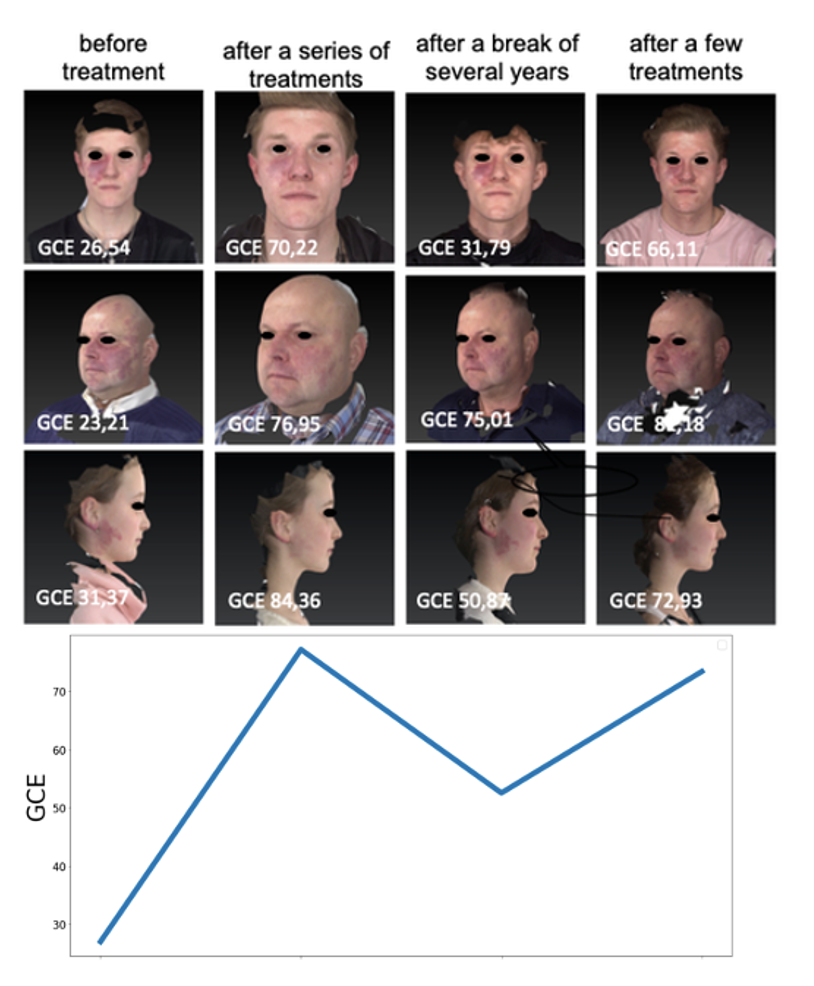 before
treatment
after a series of
treatments
after a break of
several years
after a few
treatments
GCE 26,54
GCE 70,22
GCE 31,79
GCE 66,11
GCE 23,21
GCE 76,95
GCE 75,01
GCE
,18
GCE 31,37
GCE 84,36
GCE 50,87
GCE 72,93
GCE
70
60
50
40
30